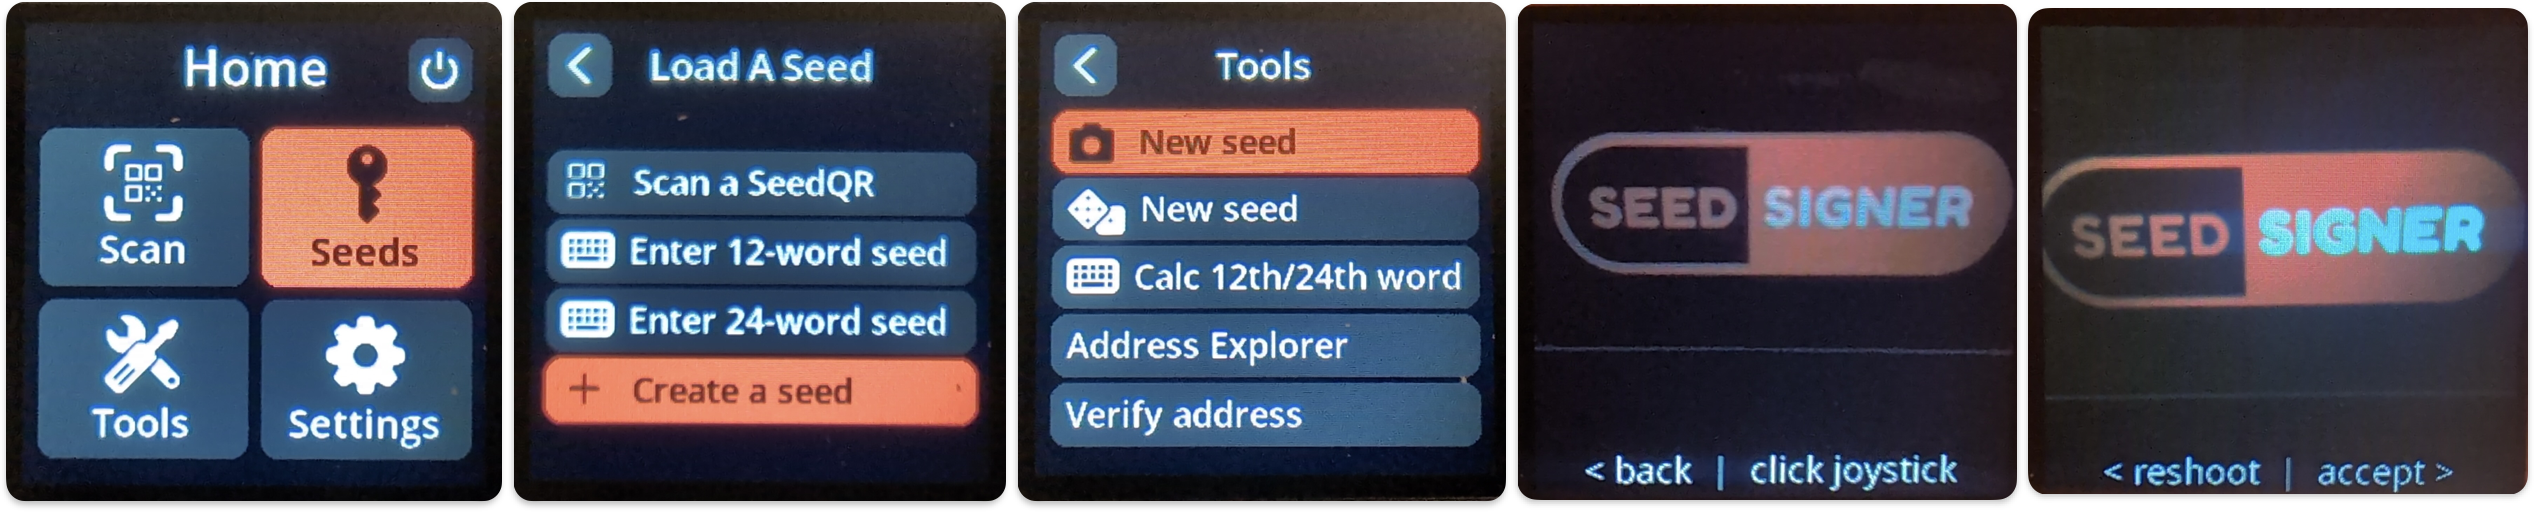 Home
Scan
Seeds
Tools
Settings
Load A Seed
Scan a SeedQR
Enter 12-word seed
Enter 24-word seed
+ Create a seed
Tools
New seed
New seed
Calc 12th/24th word
Address Explorer
Verify address
SEED SIGNER
< back | click joystick
SEED SIGNER
< reshoot | accept >